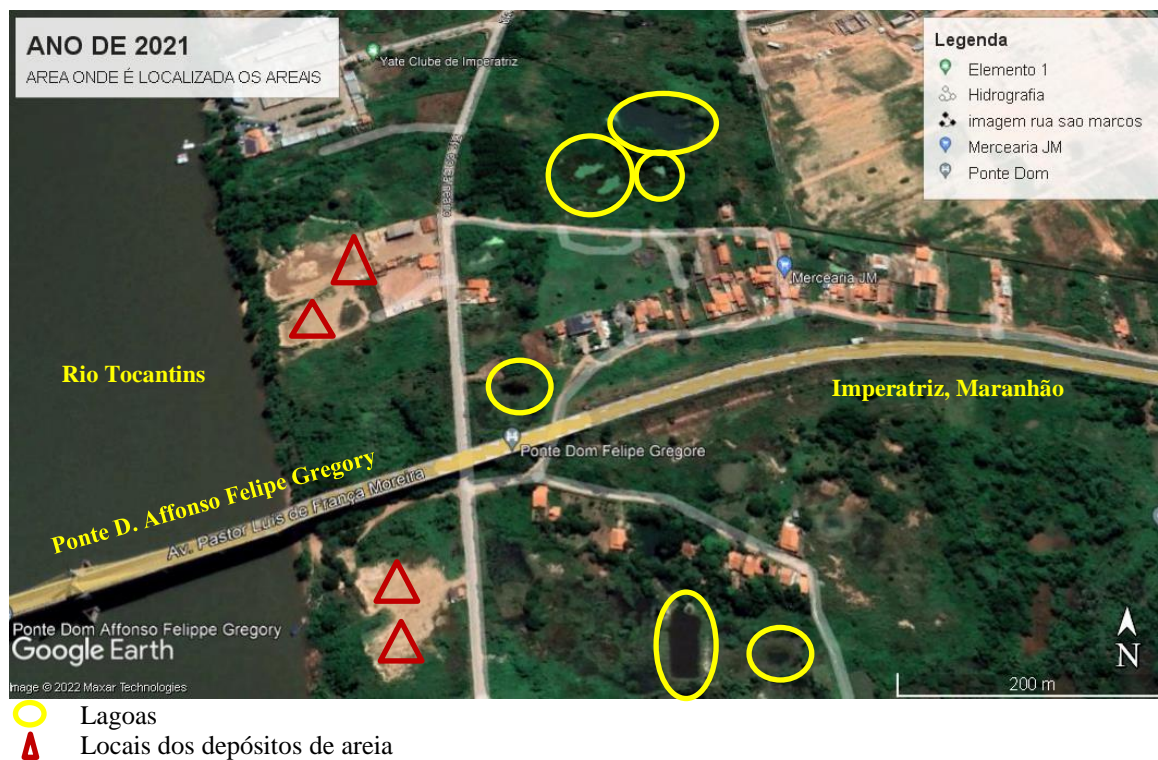 ANO DE 2021
AREA ONDE É LOCALIZADA OS AREAIS
Legenda
Elemento 1
Hidrografia
imagem rua sao marcos
Mercearia JM
Ponte Dom
Yate Clube de Imperatriz
Mercearia JM
Rio Tocantins
Imperatriz, Maranhão
Ponte Dom Felipe Gregore
Ponte D. Affonso Felipe Gregory
Av. Pastor Luis de França Moreira
Ponte Dom Affonso Felippe Gregory
Google Earth
Image © 2022 Maxar Technologies
N
200 m
Lagoas
Locais dos depósitos de areia